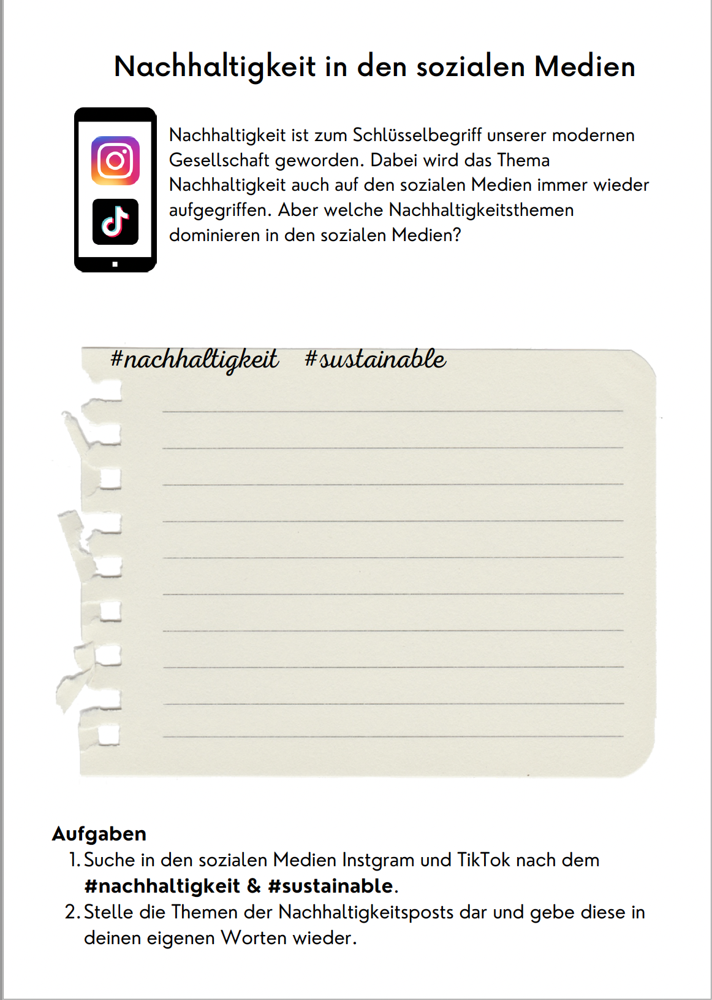 Nachhaltigkeit in den sozialen Medien
Nachhaltigkeit ist zum Schlüsselbegriff unserer modernen
Gesellschaft geworden. Dabei wird das Thema
Nachhaltigkeit auch auf den sozialen Medien immer wieder
aufgegriffen. Aber welche Nachhaltigkeitsthemen
dominieren in den sozialen Medien?
#nachhaltigkeit #sustainable
Aufgaben
1. Suche in den sozialen Medien Instgram und TikTok nach dem
#nachhaltigkeit & #sustainable.
2. Stelle die Themen der Nachhaltigkeitsposts dar und gebe diese in
deinen eigenen Worten wieder.